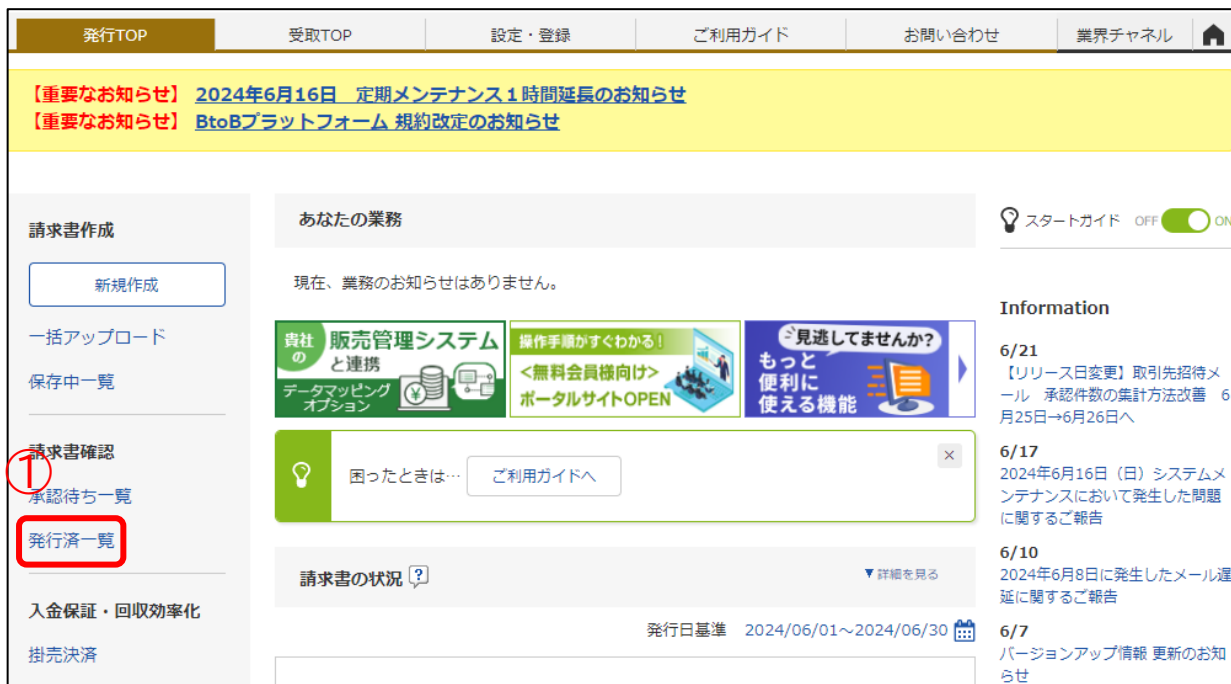 発行TOP 受取TOP 設定・登録 ご利用ガイド お問い合わせ 業界チャネル
【重要なお知らせ】 2024年6月16日 定期メンテナンス１時間延長のお知らせ
【重要なお知らせ】 BtoBプラットフォーム 規約改定のお知らせ
請求書作成
新規作成
一括アップロード
保存中一覧
請求書確認
①
承認待ち一覧
発行済一覧
入金保証・回収効率化
掛売決済
あなたの業務
現在、業務のお知らせはありません。
貴社の 販売管理システム
と連携
データマッピング
オプション
操作手順がすぐわかる！
<無料会員様向け>
ポータルサイトOPEN
見逃してませんか?
もっと
便利に
使える機能
困ったときは… ご利用ガイドへ ×
請求書の状況 ? ▼詳細を見る
発行日基準 2024/06/01～2024/06/30
スタートガイド OFF ON
Information
6/21
【リリース日変更】取引先招待メ
ール 承認件数の集計方法改善 6
月25日→6月26日へ
6/17
2024年6月16日（日）システムメ
ンテナンスにおいて発生した問題
に関するご報告
6/10
2024年6月8日に発生したメール遅
延に関するご報告
6/7
バージョンアップ情報 更新のお知
らせ